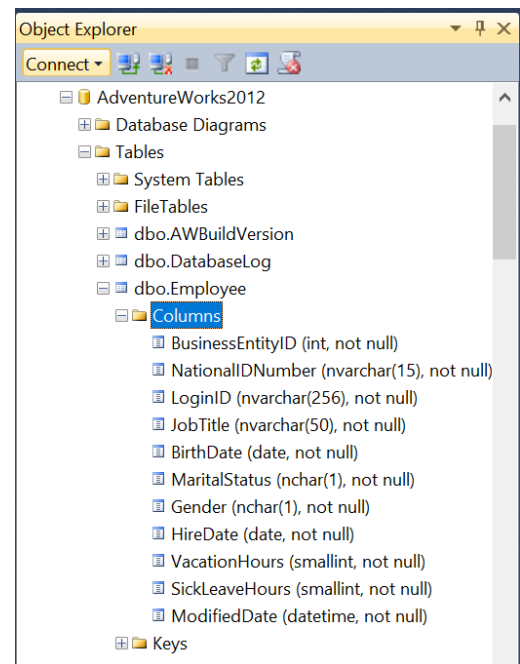 Object Explorer
Connect
AdventureWorks2012
Database Diagrams
Tables
System Tables
FileTables
dbo.AWBuildVersion
dbo.DatabaseLog
dbo.Employee
Columns
BusinessEntityID (int, not null)
NationalIDNumber (nvarchar(15), not null)
LoginID (nvarchar(256), not null)
JobTitle (nvarchar(50), not null)
BirthDate (date, not null)
MaritalStatus (nchar(1), not null)
Gender (nchar(1), not null)
HireDate (date, not null)
VacationHours (smallint, not null)
SickLeaveHours (smallint, not null)
ModifiedDate (datetime, not null)
Keys